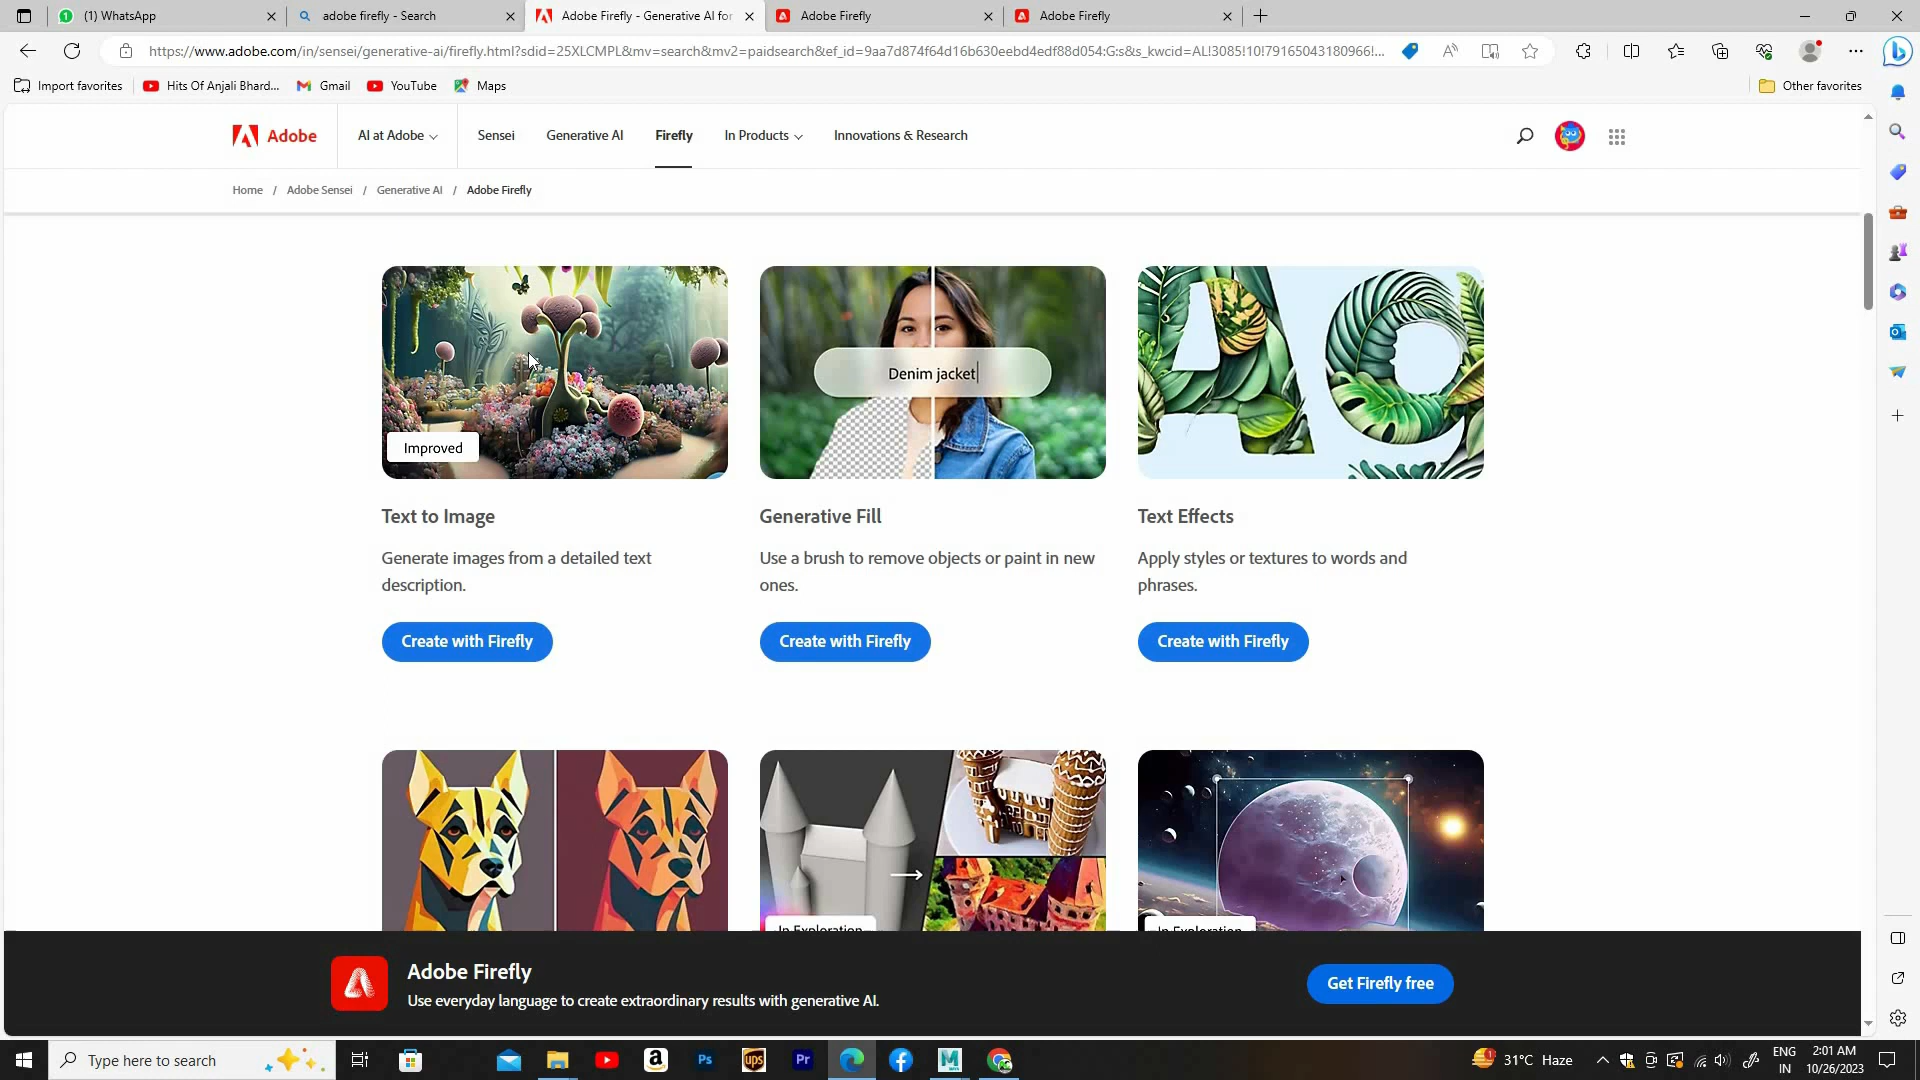 (1) WhatsApp
adobe firefly - Search
Adobe Firefly - Generative AI for
Adobe Firefly
Adobe Firefly
https://www.adobe.com/in/sensei/generative-ai/firefly.html?sdid=25XLCMPL&mv=search&mv2=paidsearch&ef_id=9aa7d874f64d16b630eebd4edf88d054:G:s&s_kwcid=AL!3085!10!79165043180966!...
Import favorites
Hits Of Anjali Bhard...
Gmail
YouTube
Maps
Other favorites
Adobe
AI at Adobe
Sensei
Generative AI
Firefly
In Products
Innovations & Research
Home / Adobe Sensei / Generative AI / Adobe Firefly
Improved
Denim jacket
Text to Image
Generate images from a detailed text
description.
Create with Firefly
Generative Fill
Use a brush to remove objects or paint in new
ones.
Create with Firefly
Text Effects
Apply styles or textures to words and
phrases.
Create with Firefly
In Exploration
In Exploration
Adobe Firefly
Use everyday language to create extraordinary results with generative AI.
Get Firefly free
Type here to search
Ps
ups
Pr
M
31°C Haze
ENG
IN
2:01 AM
10/26/2023